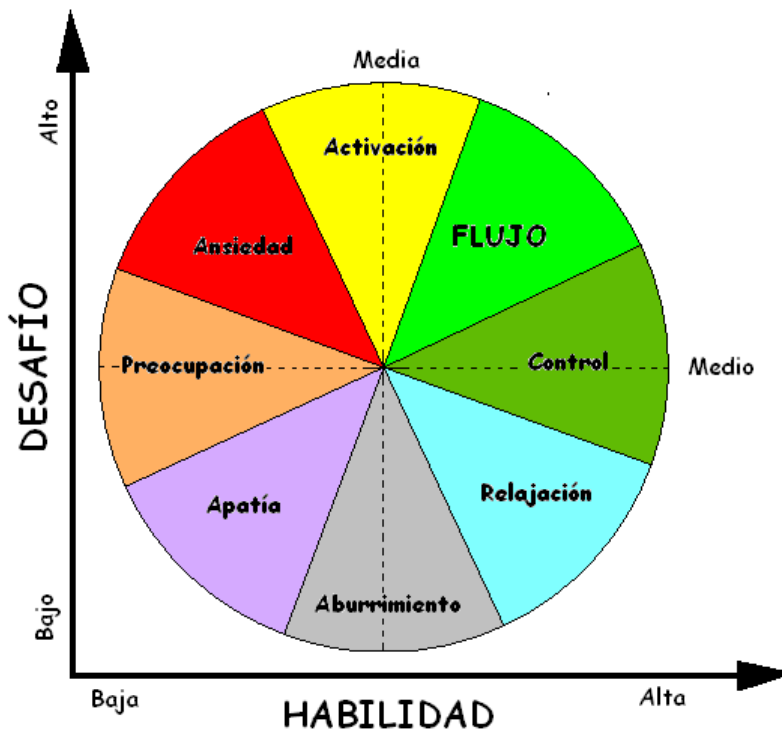 Media
Alto
Activación
FLUJO
Ansiedad
DESAFÍO
Preocupación
Control
Medio
Relajación
Apatía
Bajo
Aburrimiento
Baja
HABILIDAD
Alta